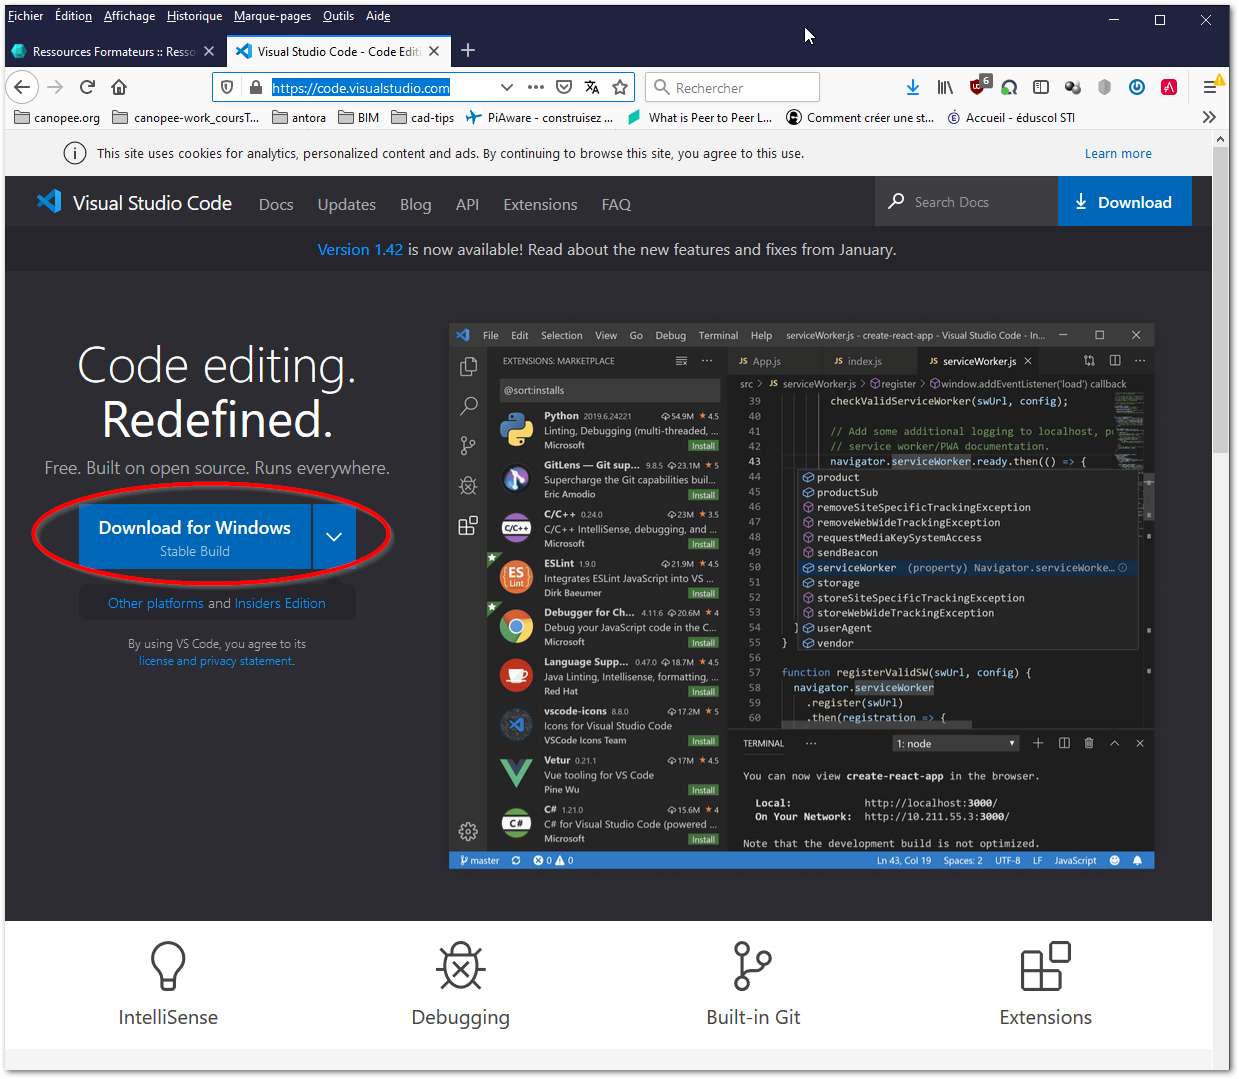 Fichier Édition Affichage Historique Marque-pages Outils Aide
Ressources Formateurs :: Resso
Visual Studio Code - Code Edit
https://code.visualstudio.com
Rechercher
6
canopee.org canopee-work_coursT... antora BIM cad-tips PiAware - construisez ... What is Peer to Peer L... Comment créer une st... Accueil - éduscol STI
This site uses cookies for analytics, personalized content and ads. By continuing to browse this site, you agree to this use.
Learn more
Visual Studio Code Docs Updates Blog API Extensions FAQ
Search Docs
Download
Version 1.42 is now available! Read about the new features and fixes from January.
Code editing.
Redefined.
Free. Built on open source. Runs everywhere.
Download for Windows
Stable Build
Other platforms and Insiders Edition
By using VS Code, you agree to its
license and privacy statement.
File Edit Selection View Go Debug Terminal Help serviceWorker.js - create-react-app - Visual Studio Code - In...
EXTENSIONS: MARKETPLACE
@sort:installs
Python 2019.6.24221 54.9M 4.5
Linting, Debugging (multi-threaded, ...
Microsoft Install
GitLens — Git sup... 9.8.5 23.1M 5
Supercharge the Git capabilities buil...
Eric Amodio Install
C/C++
C/C++ 0.24.0 23M 3.5
C/C++ IntelliSense, debugging, and ...
Microsoft Install
ES
Lint
ESLint 1.9.0 21.9M 4.5
Integrates ESLint JavaScript into VS ...
Dirk Baeumer Install
Debugger for Ch... 4.11.6 20.6M 4
Debug your JavaScript code in the C...
Microsoft Install
Language Supp... 0.47.0 18.7M 4.5
Java Linting, Intellisense, formatting, ...
Red Hat Install
vscode-icons 8.8.0 17.2M 5
Icons for Visual Studio Code
VSCode Icons Team Install
Vetur 0.21.1 17M 4.5
Vue tooling for VS Code
Pine Wu Install
C#
C# 1.21.0 15.6M 4
C# for Visual Studio Code (powered ...
Microsoft Install
JS App.js JS index.js JS serviceWorker.js
src > JS serviceWorker.js > register > window.addEventListener('load') callback
39 checkValidServiceWorker(swUrl, config);
40
41 // Add some additional logging to localhost, p
42 // service worker/PWA documentation.
43 navigator.serviceWorker.ready.then(() => {
44 product
45 productSub
46 removeSiteSpecificTrackingException
47 removeWebWideTrackingException
48 requestMediaKeySystemAccess
49 sendBeacon
50 serviceWorker (property) Navigator.serviceWorke...
51 storage
52 storeSiteSpecificTrackingException
53 storeWebWideTrackingException
54 ] userAgent
55 } vendor
56
57 function registerValidSW(swUrl, config) {
58 navigator.serviceWorker
59 .register(swUrl)
60 .then(registration => {
TERMINAL ... 1: node
You can now view create-react-app in the browser.
Local: http://localhost:3000/
On Your Network: http://10.211.55.3:3000/
Note that the development build is not optimized.
master 0 0 Ln 43, Col 19 Spaces: 2 UTF-8 LF JavaScript
IntelliSense Debugging Built-in Git Extensions